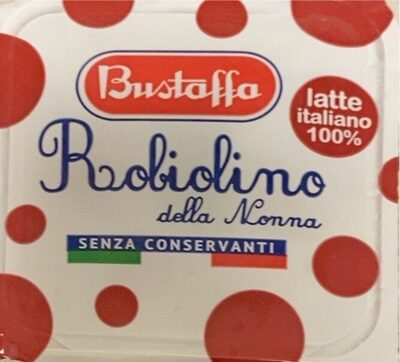 Bustaffa
latte
italiano
100%
Robiolino
della Nonna
SENZA CONSERVANTI